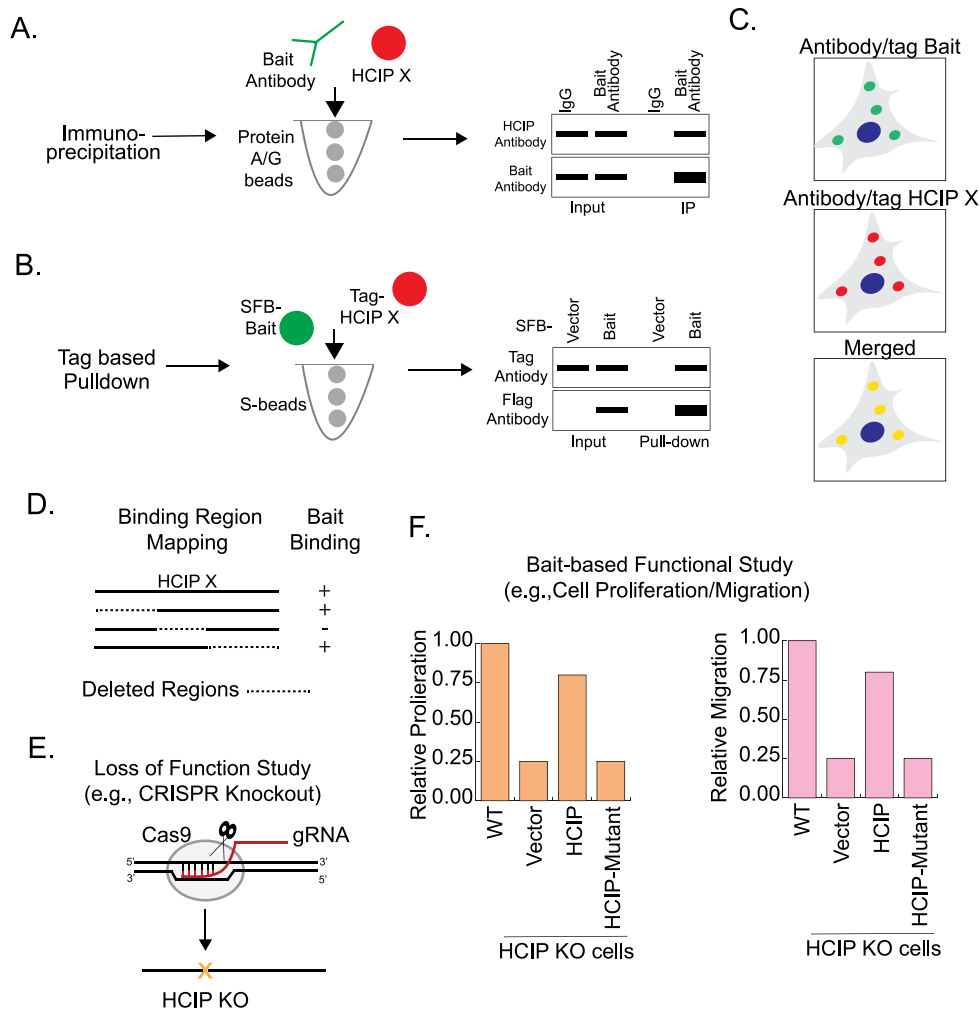 A.
Bait
Antibody
HCIP X
Immuno-
precipitation
Protein
A/G
beads
IgG
Bait
Antibody
IgG
Bait
Antibody
HCIP
Antibody
Bait
Antibody
Input
IP
B.
SFB-
Bait
Tag-
HCIP X
Tag based
Pulldown
S-beads
SFB-
Vector
Bait
Vector
Bait
Tag
Antiody
Flag
Antibody
Input
Pull-down
C.
Antibody/tag Bait
Antibody/tag HCIP X
Merged
D.
Binding Region
Mapping
Bait
Binding
HCIP X
+
+
-
+
Deleted Regions
E.
Loss of Function Study
(e.g., CRISPR Knockout)
Cas9
gRNA
5'
3'
3'
5'
X
HCIP KO
F.
Bait-based Functional Study
(e.g.,Cell Proliferation/Migration)
Relative Prolieration
1.00
0.75
0.50
0.25
0.00
WT
Vector
HCIP
HCIP-Mutant
HCIP KO cells
Relative Migration
1.00
0.75
0.50
0.25
0.00
WT
Vector
HCIP
HCIP-Mutant
HCIP KO cells